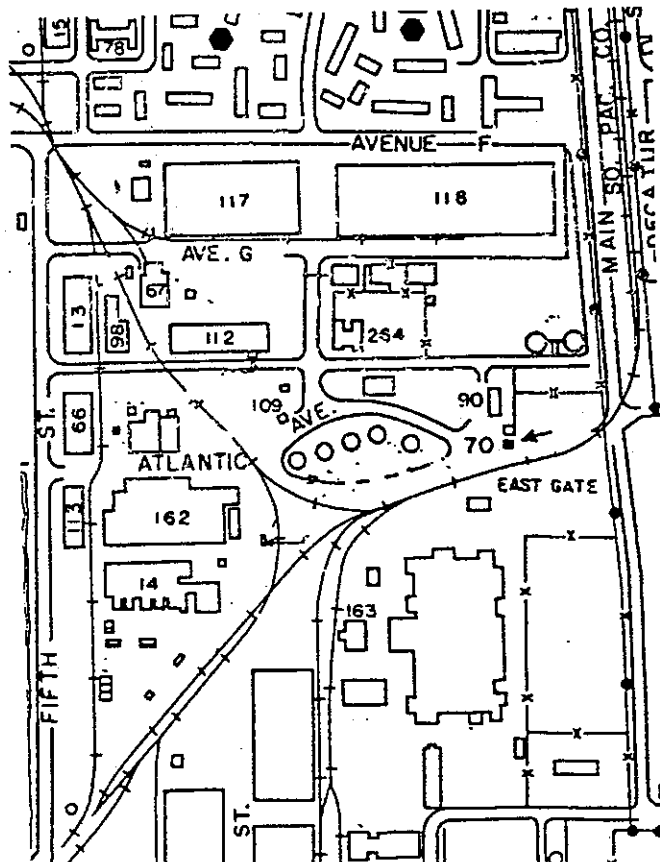 15
78
AVENUE F
117
118
MAIN SO. PAC. CO.
DECATUR
AVE. G
67
13
98
112
264
109
AVE.
90
66
ST.
70
ATLANTIC
EAST GATE
113
162
14
163
FIFTH
ST.